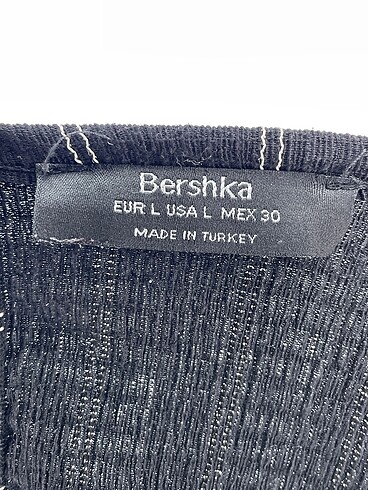 Bershka
EUR L USA L MEX 30
MADE IN TURKEY